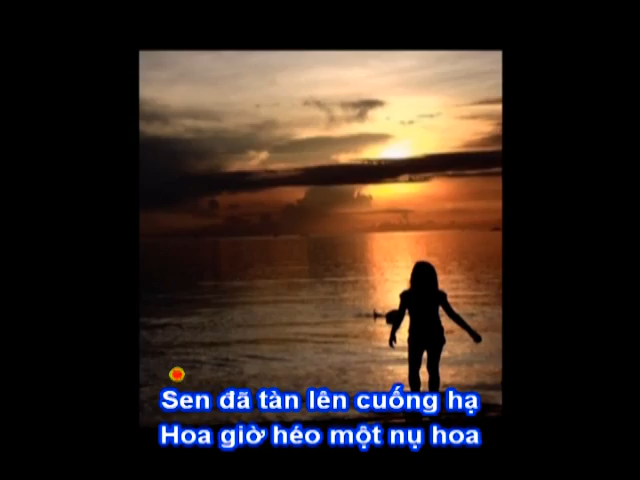 Sen đã tàn lên cuống hạ
Hoa giờ héo một nụ hoa